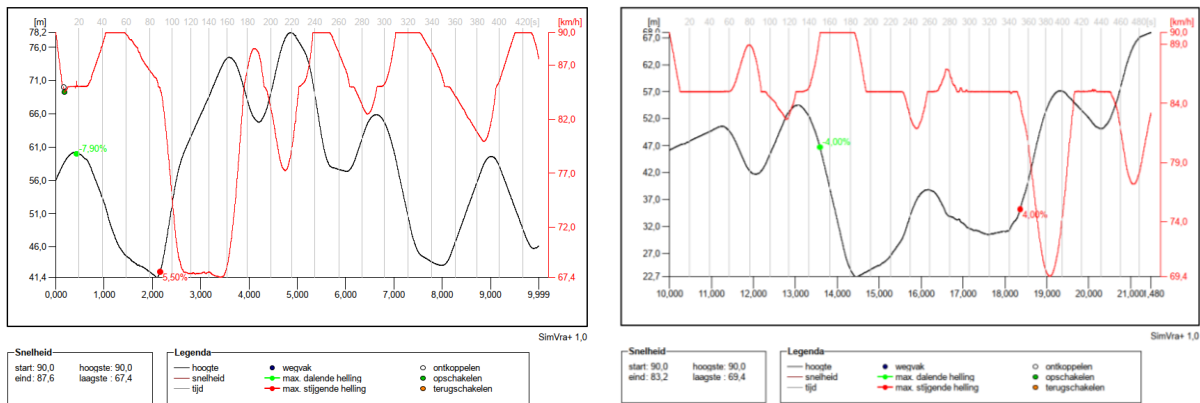 [m] 20 40 60 80 100 120 140 160 180 200 220 240 260 280 300 320 340 360 380 400 420[s] [km/h]
78,2 90,0
76,0
87,0
71,0
66,0
82,0
61,0
-7,90%
56,0
77,0
51,0
46,0
72,0
41,4
5,50%
67,4
0,000 1,000 2,000 3,000 4,000 5,000 6,000 7,000 8,000 9,000 9,999
SimVra+ 1,0
Snelheid
start: 90,0 hoogste: 90,0
eind: 87,6 laagste : 67,4
Legenda
hoogte wegvak ontkoppelen
snelheid max. dalende helling opschakelen
tijd max. stijgende helling terugschakelen
[m] 20 40 60 80 100 120 140 160 180 200 220 240 260 280 300 320 340 360 380 400 420 440 460 480[s] [km/h]
68,0 90,0
67,0 89,0
62,0
57,0
84,0
52,0
47,0
-4,00%
42,0
79,0
37,0
4,00%
32,0
74,0
27,0
22,7
69,4
10,000 11,000 12,000 13,000 14,000 15,000 16,000 17,000 18,000 19,000 20,000 21,000 1,480
SimVra+ 1,0
Snelheid
start: 90,0 hoogste: 90,0
eind: 83,2 laagste : 69,4
Legenda
hoogte wegvak ontkoppelen
snelheid max. dalende helling opschakelen
tijd max. stijgende helling terugschakelen